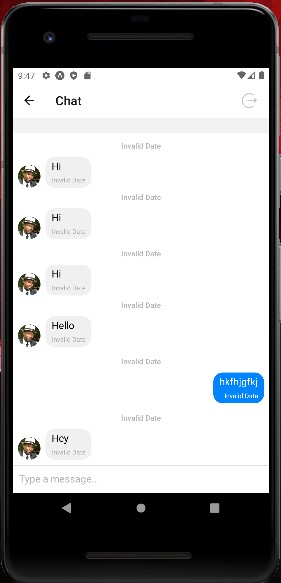 9:47
Chat
Invalid Date
Hi
Invalid Date
Invalid Date
Hi
Invalid Date
Invalid Date
Hi
Invalid Date
Invalid Date
Hello
Invalid Date
Invalid Date
hkfhjgfkj
Invalid Date
Invalid Date
Hey
Invalid Date
Type a message...